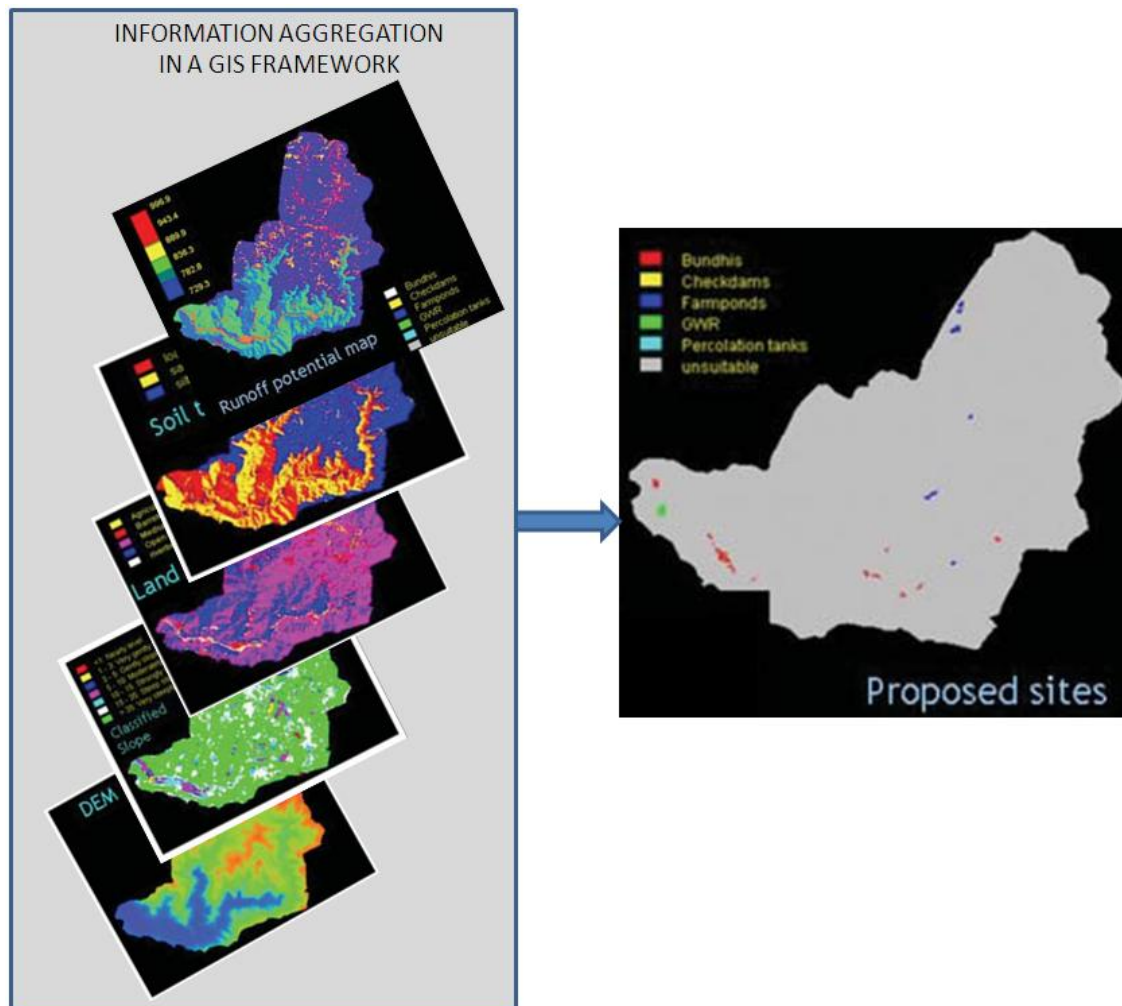 INFORMATION AGGREGATION
IN A GIS FRAMEWORK
996.9
943.4
889.9
836.3
782.8
729.3
Bundhis
Checkdams
Farmponds
GWR
Percolation tanks
unsuitable
Runoff potential map
Soil t
Land
Classified
Slope
DEM
Bundhis
Checkdams
Farmponds
GWR
Percolation tanks
unsuitable
Proposed sites